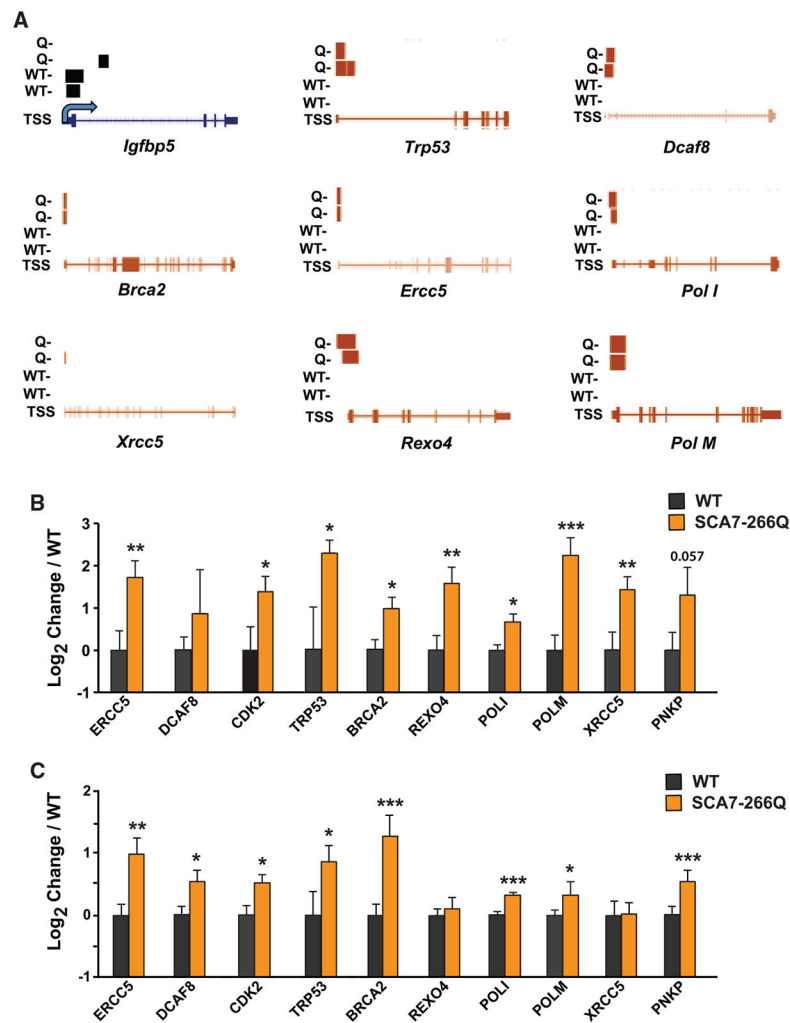 A
Q-
Q-
WT-
WT-
TSS
Igfbp5
Q-
Q-
WT-
WT-
TSS
Trp53
Q-
Q-
WT-
WT-
TSS
Dcaf8
Q-
Q-
WT-
WT-
TSS
Brca2
Q-
Q-
WT-
WT-
TSS
Ercc5
Q-
Q-
WT-
WT-
TSS
Pol I
Q-
Q-
WT-
WT-
TSS
Xrcc5
Q-
Q-
WT-
WT-
TSS
Rexo4
Q-
Q-
WT-
WT-
TSS
Pol M
B
WT
SCA7-266Q
Log2 Change / WT
3
2
1
0
-1
**
*
*
*
**
*
***
**
0.057
ERCC5
DCAF8
CDK2
TRP53
BRCA2
REXO4
POLI
POLM
XRCC5
PNKP
C
WT
SCA7-266Q
Log2 Change / WT
2
1
0
-1
**
*
*
*
***
***
*
***
ERCC5
DCAF8
CDK2
TRP53
BRCA2
REXO4
POLI
POLM
XRCC5
PNKP